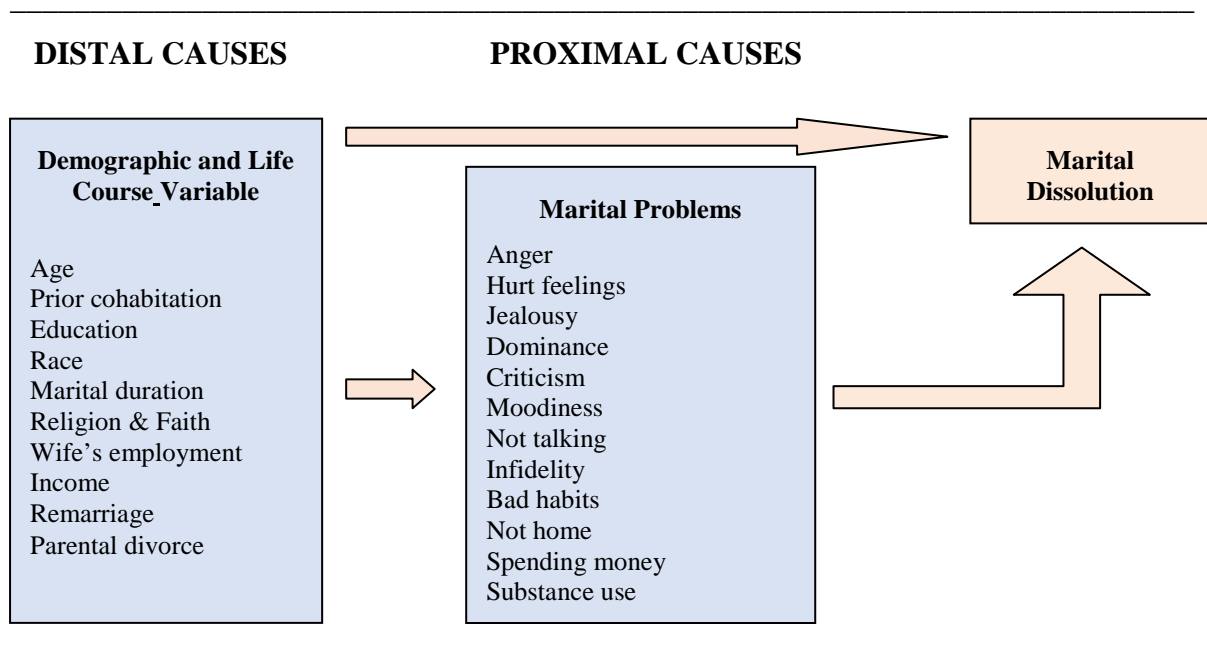 DISTAL CAUSES
PROXIMAL CAUSES
Demographic and Life
Course Variable
Age
Prior cohabitation
Education
Race
Marital duration
Religion & Faith
Wife’s employment
Income
Remarriage
Parental divorce
Marital Problems
Anger
Hurt feelings
Jealousy
Dominance
Criticism
Moodiness
Not talking
Infidelity
Bad habits
Not home
Spending money
Substance use
Marital
Dissolution